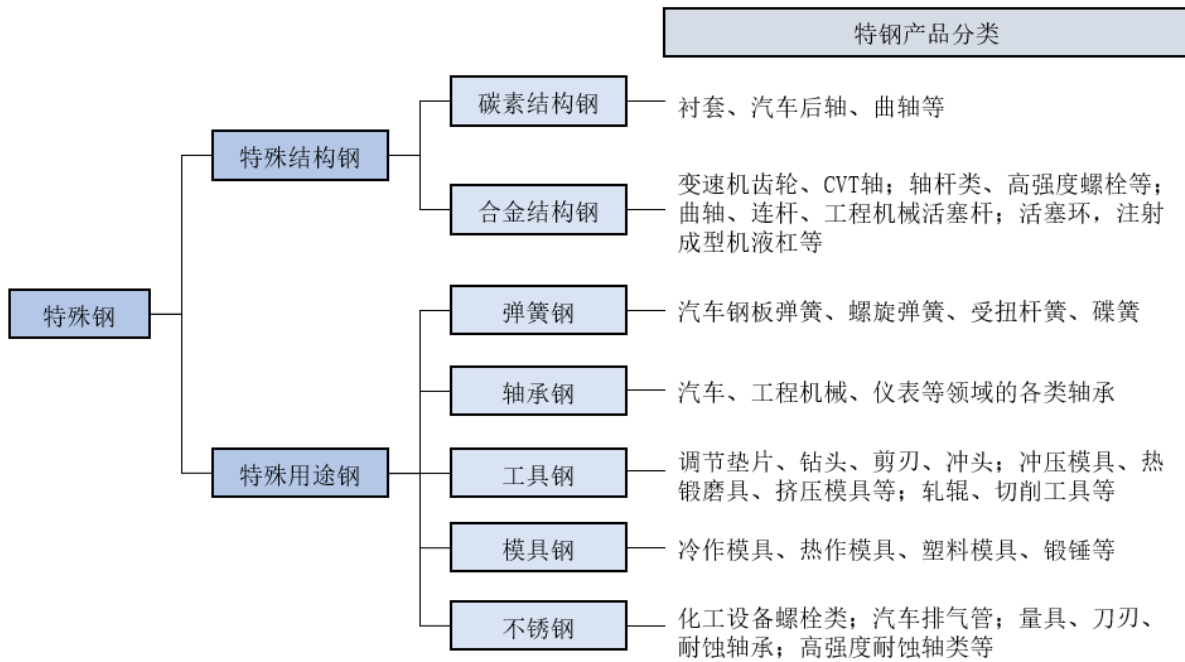 特钢产品分类
碳素结构钢
衬套、汽车后轴、曲轴等
特殊结构钢
合金结构钢
变速机齿轮、CVT轴；轴杆类、高强度螺栓等；
曲轴、连杆、工程机械活塞杆；活塞环，注射
成型机液杠等
特殊钢
弹簧钢
汽车钢板弹簧、螺旋弹簧、受扭杆簧、碟簧
轴承钢
汽车、工程机械、仪表等领域的各类轴承
特殊用途钢
工具钢
调节垫片、钻头、剪刃、冲头；冲压模具、热
锻磨具、挤压模具等；轧辊、切削工具等
模具钢
冷作模具、热作模具、塑料模具、锻锤等
不锈钢
化工设备螺栓类；汽车排气管；量具、刀刃、
耐蚀轴承；高强度耐蚀轴类等